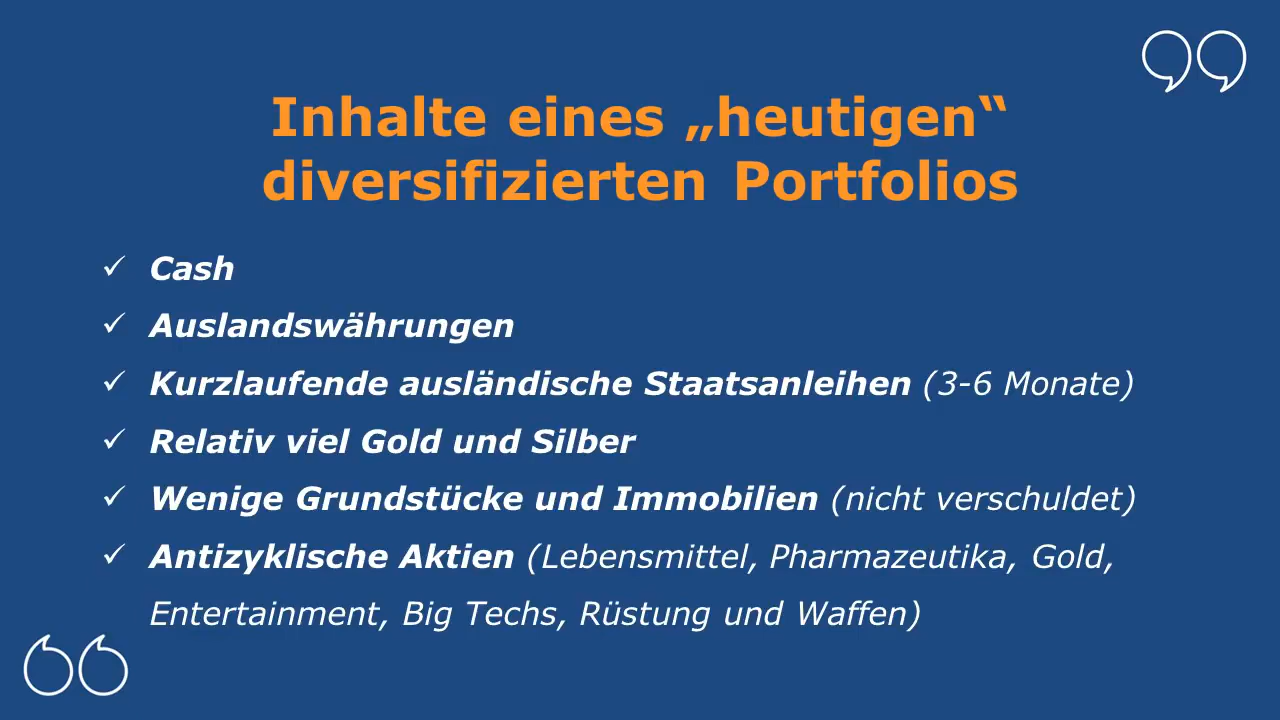 Inhalte eines „heutigen“
diversifizierten Portfolios
✓ Cash
✓ Auslandswährungen
✓ Kurzlaufende ausländische Staatsanleihen (3-6 Monate)
✓ Relativ viel Gold und Silber
✓ Wenige Grundstücke und Immobilien (nicht verschuldet)
✓ Antizyklische Aktien (Lebensmittel, Pharmazeutika, Gold,
Entertainment, Big Techs, Rüstung und Waffen)